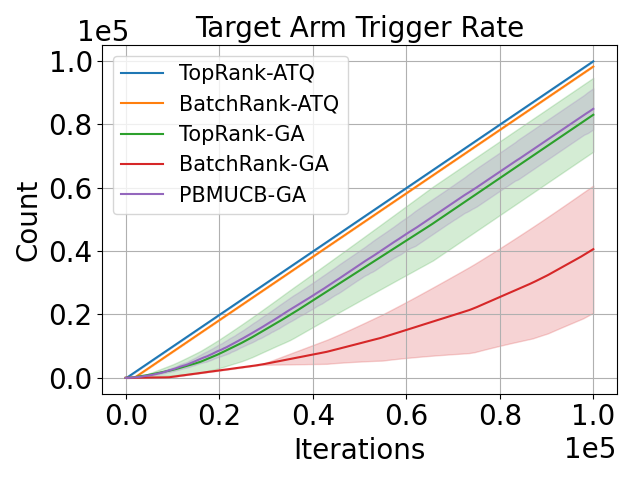 Target Arm Trigger Rate
1e5
1.0
0.8
0.6
0.4
0.2
0.0
Count
TopRank-ATQ
BatchRank-ATQ
TopRank-GA
BatchRank-GA
PBMUCB-GA
0.0 0.2 0.4 0.6 0.8 1.0
Iterations
1e5